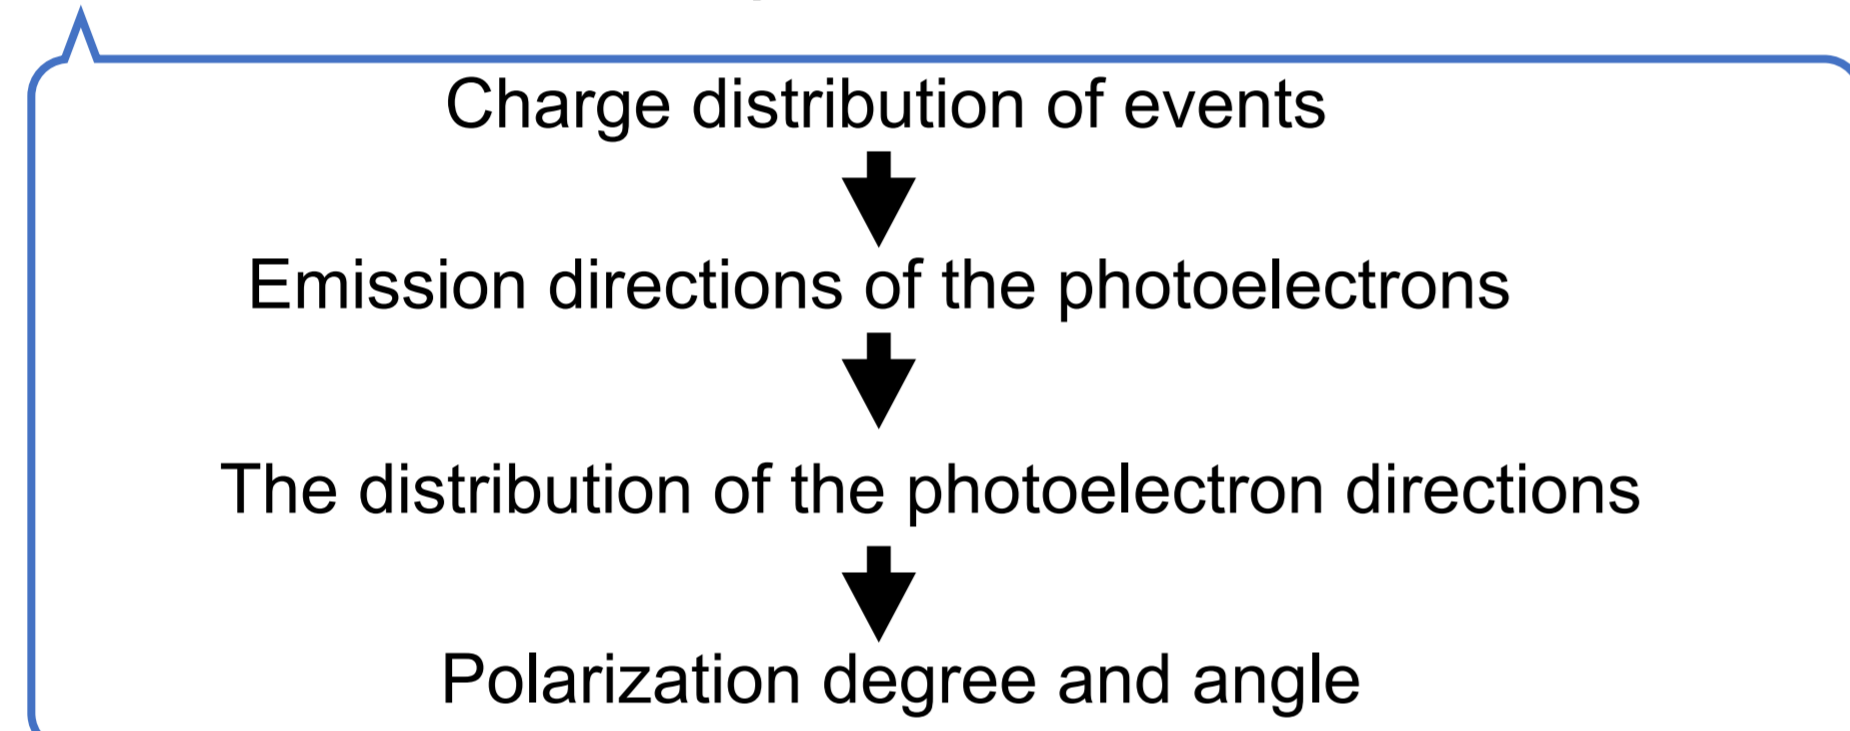 Charge distribution of events
Emission directions of the photoelectrons
The distribution of the photoelectron directions
Polarization degree and angle